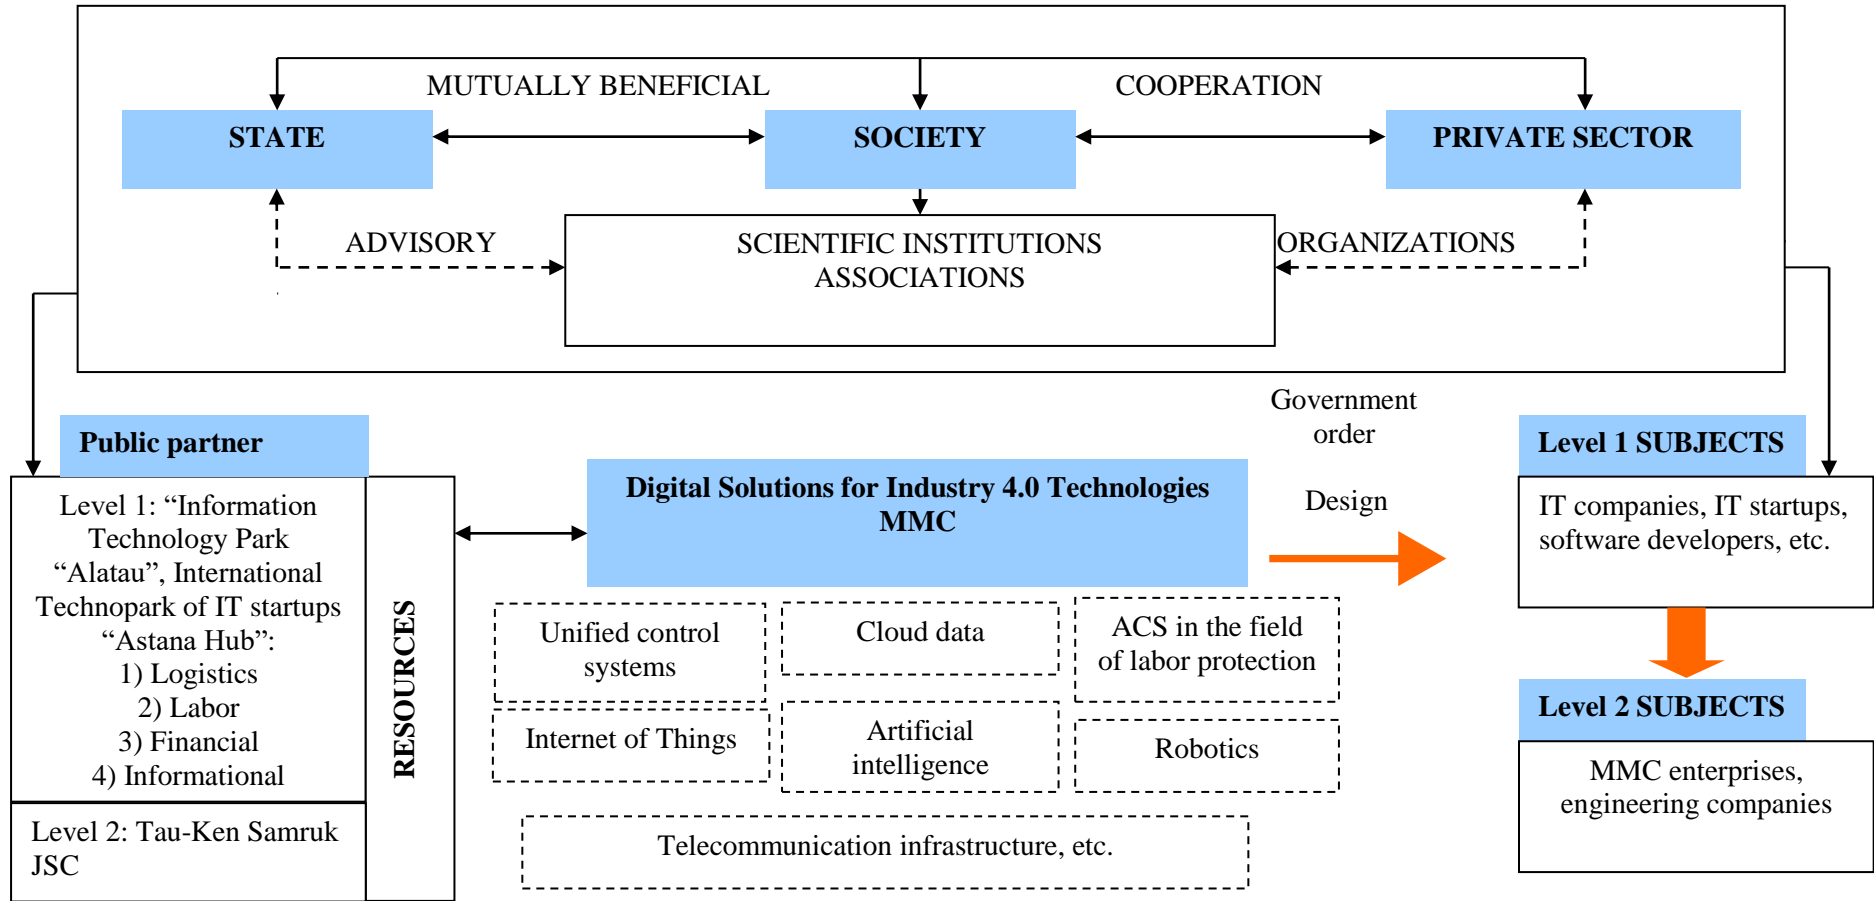 MUTUALLY BENEFICIAL
COOPERATION
STATE
SOCIETY
PRIVATE SECTOR
ADVISORY
SCIENTIFIC INSTITUTIONS
ASSOCIATIONS
ORGANIZATIONS
Public partner
Level 1: “Information
Technology Park
“Alatau”, International
Technopark of IT startups
“Astana Hub”:
1) Logistics
2) Labor
3) Financial
4) Informational
Level 2: Tau-Ken Samruk
JSC
RESOURCES
Digital Solutions for Industry 4.0 Technologies
MMC
Unified control
systems
Cloud data
ACS in the field
of labor protection
Internet of Things
Artificial
intelligence
Robotics
Telecommunication infrastructure, etc.
Government
order
Design
Level 1 SUBJECTS
IT companies, IT startups,
software developers, etc.
Level 2 SUBJECTS
MMC enterprises,
engineering companies